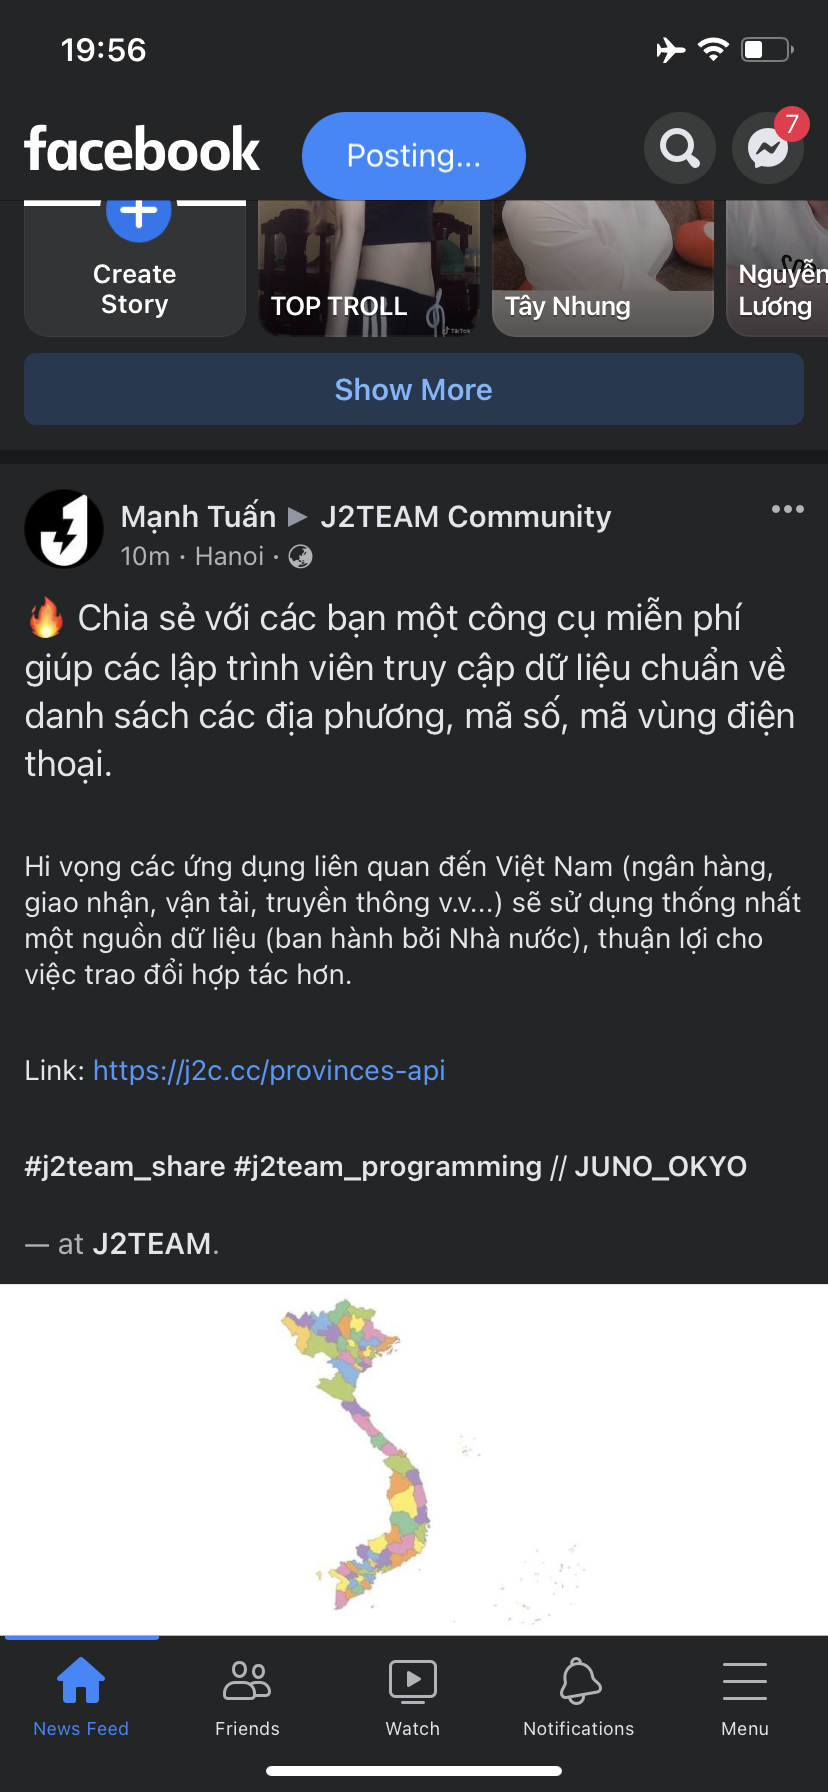 19:56
facebook
Posting...
7
Create
Story
TOP TROLL
TikTok
Tây Nhung
Nguyễn
Lương
Show More
Mạnh Tuấn ▶ J2TEAM Community
10m · Hanoi ·
🔥 Chia sẻ với các bạn một công cụ miễn phí
giúp các lập trình viên truy cập dữ liệu chuẩn về
danh sách các địa phương, mã số, mã vùng điện
thoại.
Hi vọng các ứng dụng liên quan đến Việt Nam (ngân hàng,
giao nhận, vận tải, truyền thông v.v...) sẽ sử dụng thống nhất
một nguồn dữ liệu (ban hành bởi Nhà nước), thuận lợi cho
việc trao đổi hợp tác hơn.
Link: https://j2c.cc/provinces-api
#j2team_share #j2team_programming // JUNO_OKYO
— at J2TEAM.
News Feed
Friends
Watch
Notifications
Menu